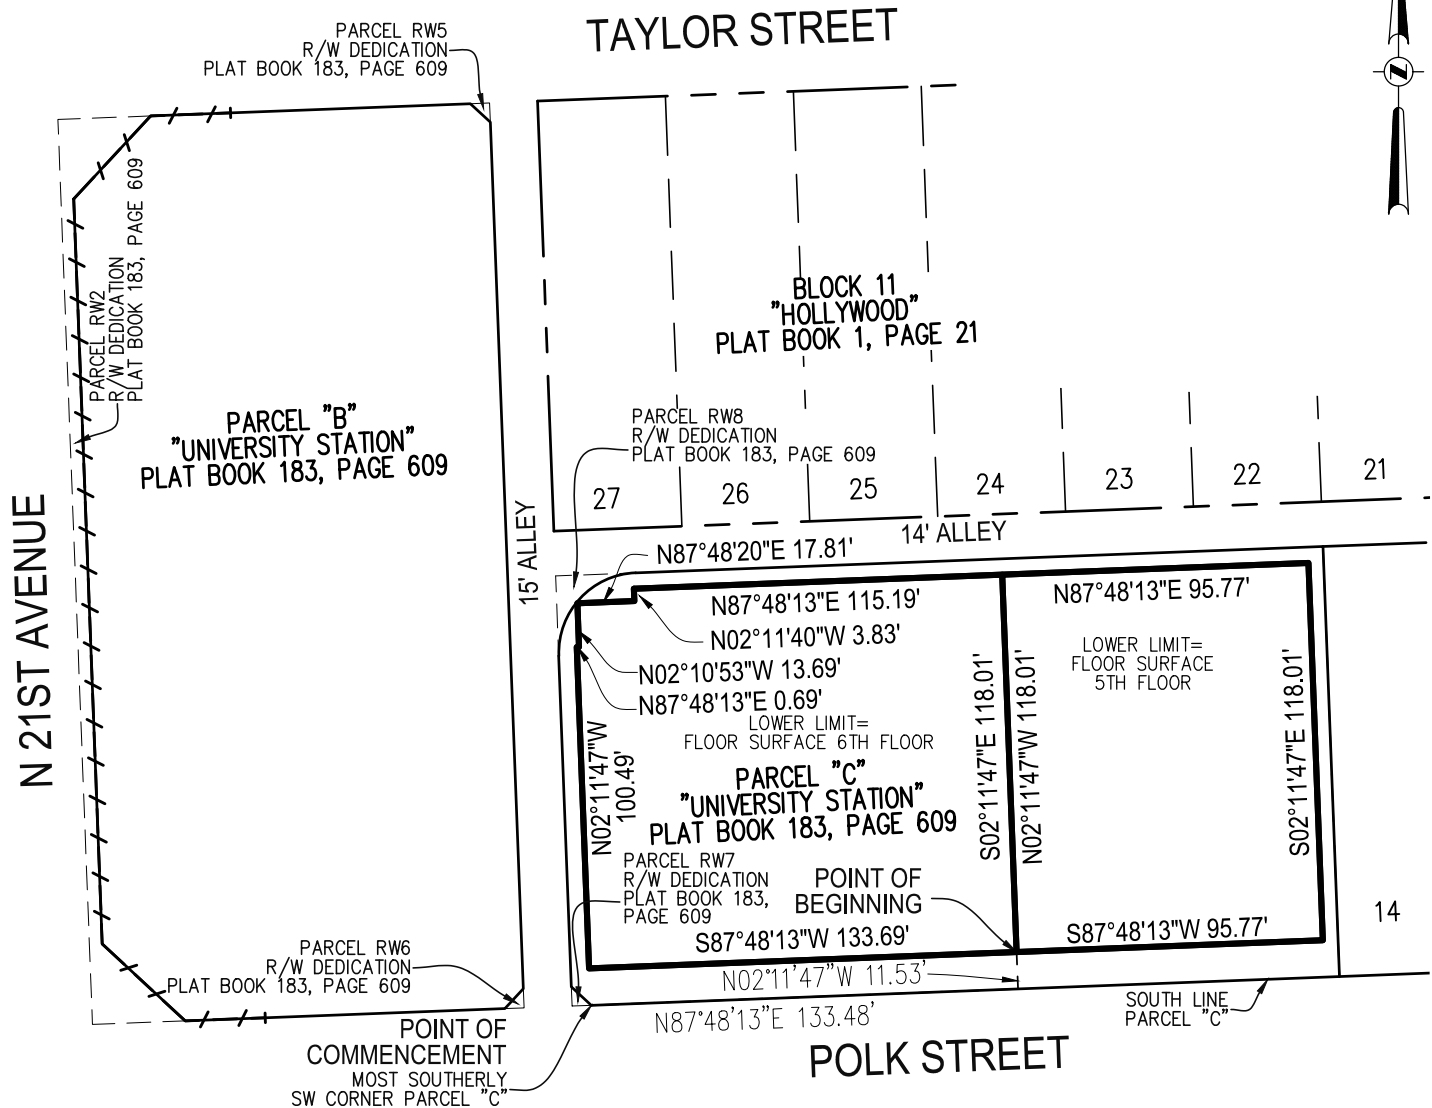 TAYLOR STREET
PARCEL RW5
R/W DEDICATION
PLAT BOOK 183, PAGE 609
Z
PARCEL RW2
R/W DEDICATION
PLAT BOOK 183, PAGE 609
BLOCK 11
"HOLLYWOOD"
PLAT BOOK 1, PAGE 21
PARCEL "B"
"UNIVERSITY STATION"
PLAT BOOK 183, PAGE 609
PARCEL RW8
R/W DEDICATION
PLAT BOOK 183, PAGE 609
27
26
25
24
23
22
21
N 21ST AVENUE
15' ALLEY
14' ALLEY
N87°48'20"E 17.81'
N87°48'13"E 115.19'
N87°48'13"E 95.77'
N02°11'40"W 3.83'
N02°10'53"W 13.69'
N87°48'13"E 0.69'
LOWER LIMIT=
FLOOR SURFACE
5TH FLOOR
LOWER LIMIT=
FLOOR SURFACE 6TH FLOOR
N02°11'47"W
100.49'
S02°11'47"E 118.01'
N02°11'47"W 118.01'
S02°11'47"E 118.01'
PARCEL "C"
"UNIVERSITY STATION"
PLAT BOOK 183, PAGE 609
PARCEL RW7
R/W DEDICATION
PLAT BOOK 183,
PAGE 609
POINT OF
BEGINNING
S87°48'13"W 133.69'
S87°48'13"W 95.77'
14
N02°11'47"W 11.53'
N87°48'13"E 133.48'
PARCEL RW6
R/W DEDICATION
PLAT BOOK 183, PAGE 609
SOUTH LINE
PARCEL "C"
POINT OF
COMMENCEMENT
MOST SOUTHERLY
SW CORNER PARCEL "C"
POLK STREET